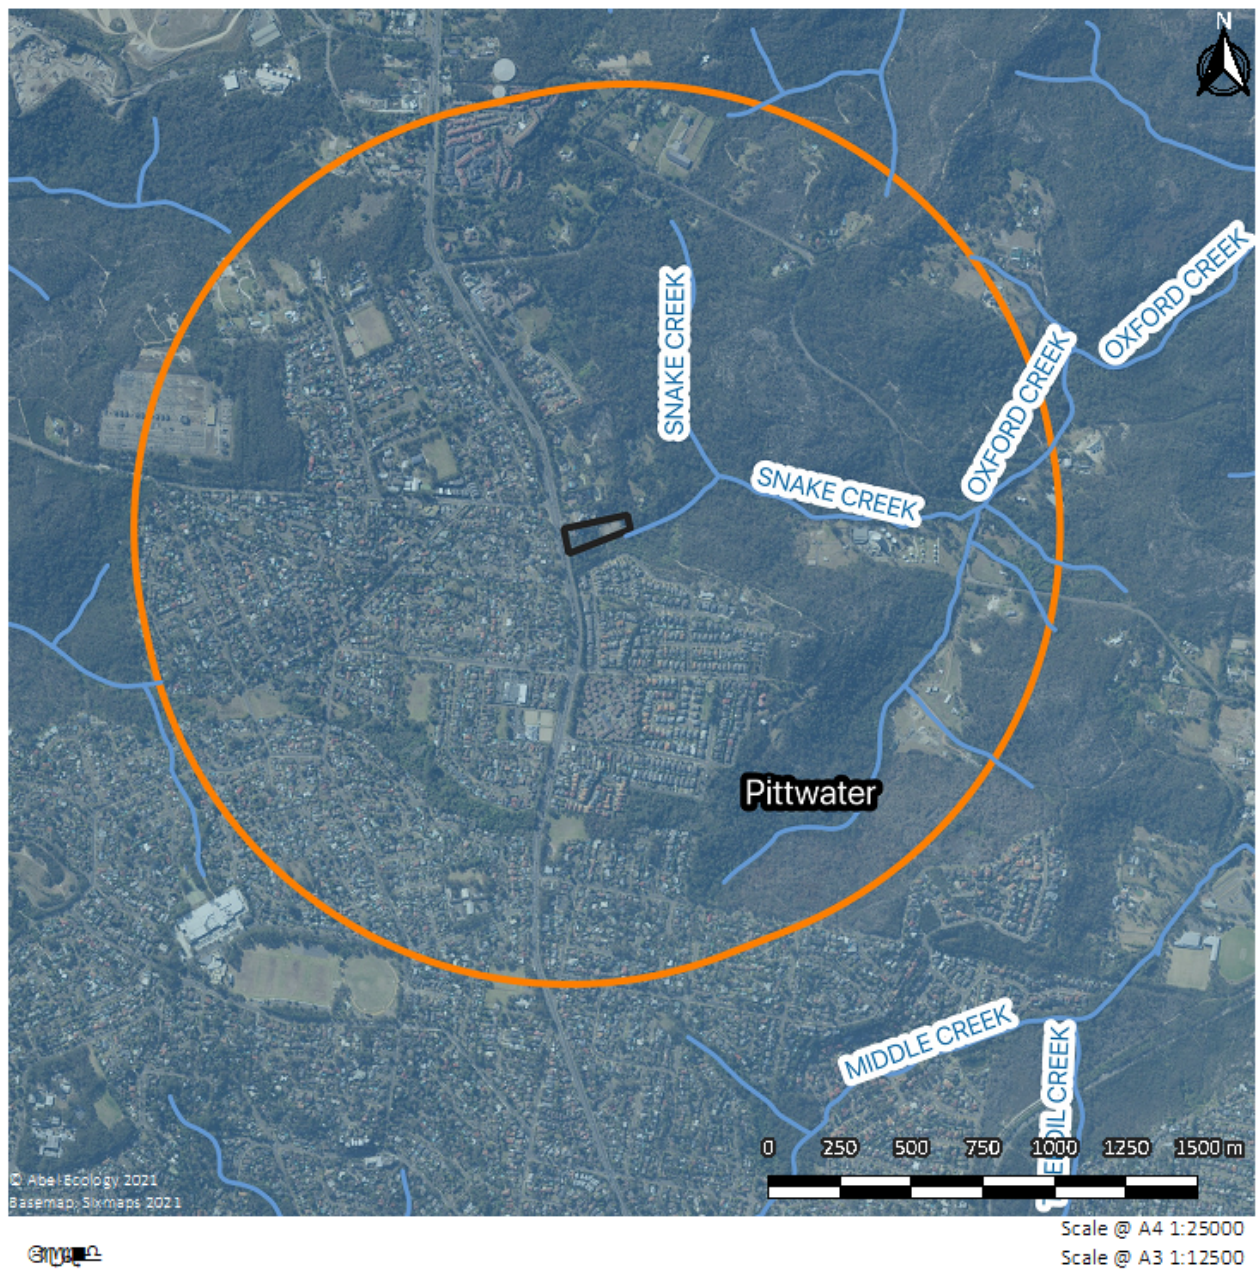 N
OXFORD CREEK
SNAKE CREEK
OXFORD CREEK
SNAKE CREEK
Pittwater
MIDDLE CREEK
CREEK
0 250 500 750 1000 1250 1500 m
© Abel Ecology 2021
Basemap, Sixmaps 2021
Scale @ A4 1:25000
Scale @ A3 1:12500